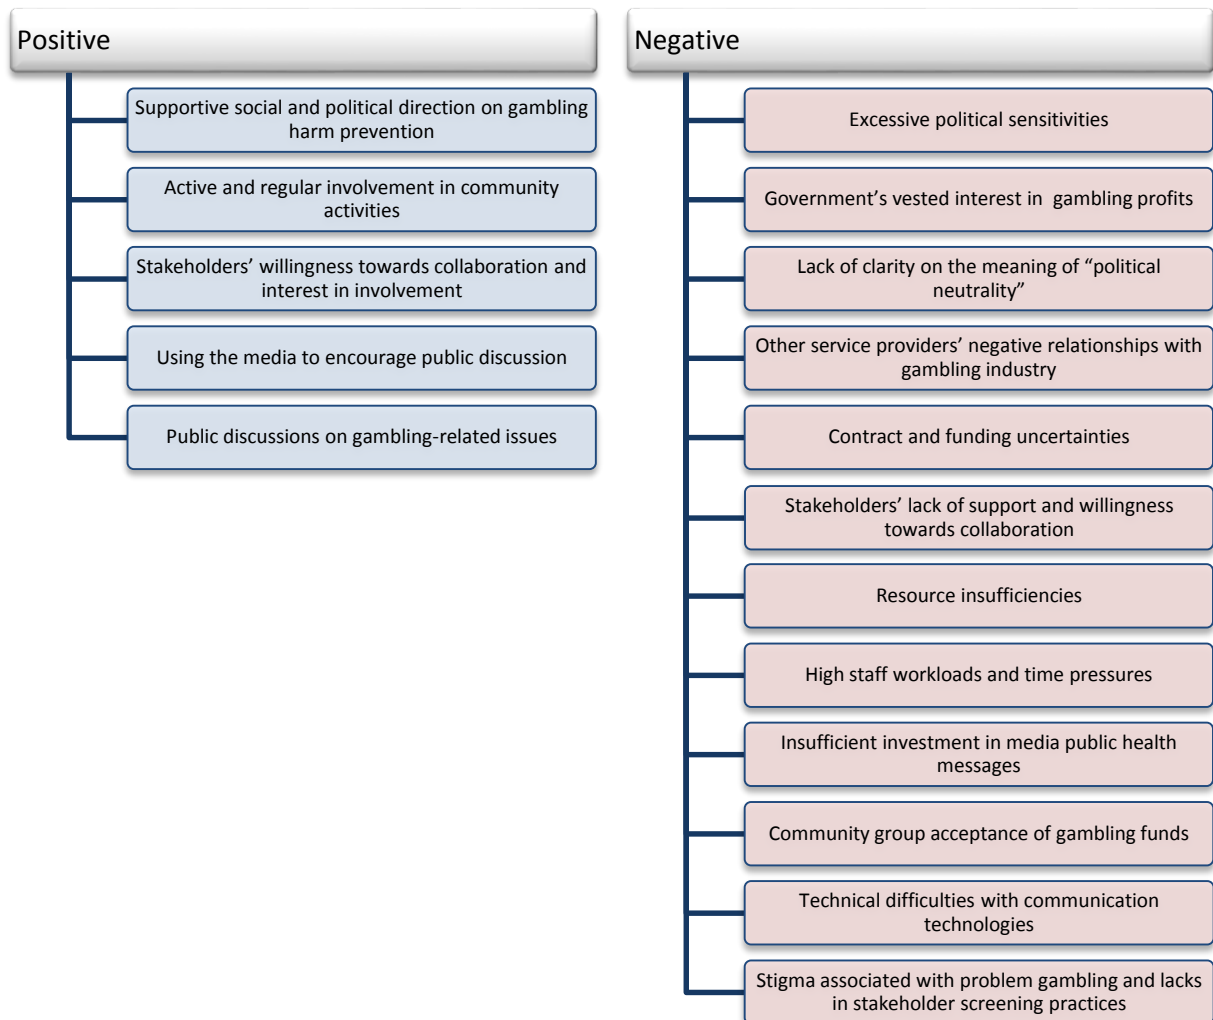 Positive
Supportive social and political direction on gambling
harm prevention
Active and regular involvement in community
activities
Stakeholders’ willingness towards collaboration and
interest in involvement
Using the media to encourage public discussion
Public discussions on gambling-related issues
Negative
Excessive political sensitivities
Government’s vested interest in  gambling profits
Lack of clarity on the meaning of “political
neutrality”
Other service providers’ negative relationships with
gambling industry
Contract and funding uncertainties
Stakeholders’ lack of support and willingness
towards collaboration
Resource insufficiencies
High staff workloads and time pressures
Insufficient investment in media public health
messages
Community group acceptance of gambling funds
Technical difficulties with communication
technologies
Stigma associated with problem gambling and lacks
in stakeholder screening practices